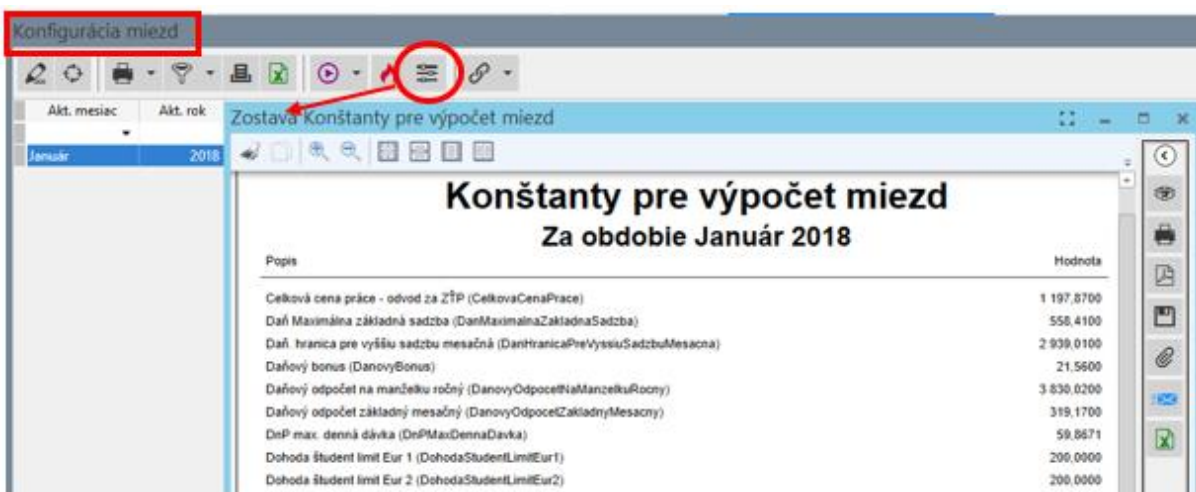 Konfigurácia miezd
Akt. mesiac Akt. rok
Január 2018
Zostava Konštanty pre výpočet miezd
Konštanty pre výpočet miezd
Za obdobie Január 2018
Popis Hodnota
Celková cena práce - odvod za ZŤP (CelkovaCenaPrace) 1 197,8700
Daň Maximálna základná sadzba (DanMaximalnaZakladnaSadzba) 558,4100
Daň. hranica pre vyššiu sadzbu mesačná (DanHranicaPreVyssiuSadzbuMesacna) 2 939,0100
Daňový bonus (DanovyBonus) 21,5600
Daňový odpočet na manželku ročný (DanovyOdpocetNaManzelkuRocny) 3 830,0200
Daňový odpočet základný mesačný (DanovyOdpocetZakladnyMesacny) 319,1700
DnP max. denná dávka (DnPMaxDennaDavka) 59,8671
Dohoda študent limit Eur 1 (DohodaStudentLimitEur1) 200,0000
Dohoda študent limit Eur 2 (DohodaStudentLimitEur2) 200,0000